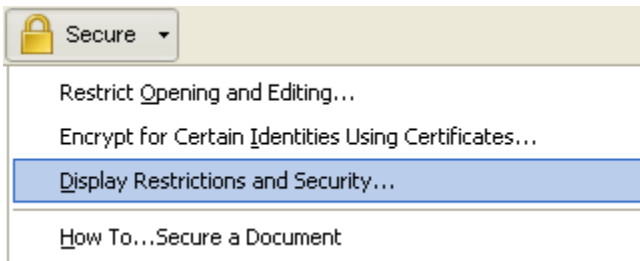 Secure
Restrict Opening and Editing...
Encrypt for Certain Identities Using Certificates...
Display Restrictions and Security...
How To...Secure a Document